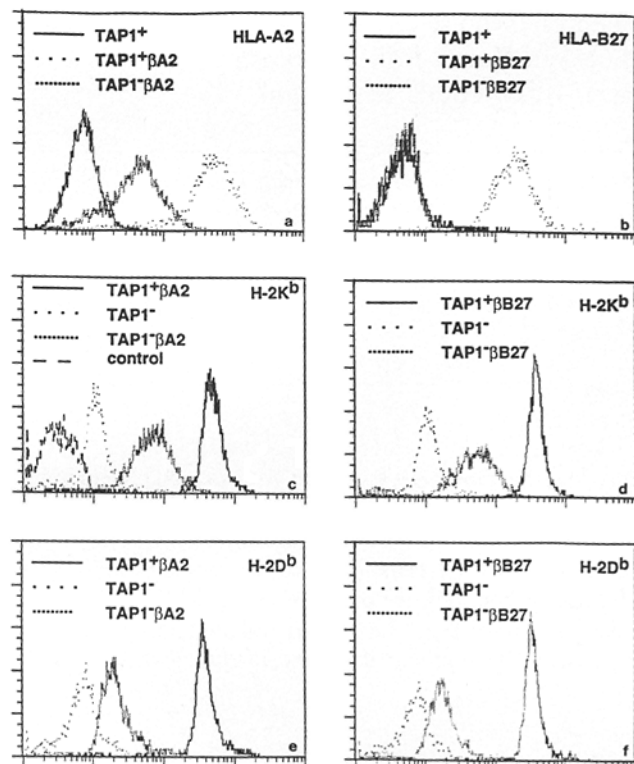 TAP1⁺ HLA-A2
TAP1⁺βA2
TAP1⁻βA2
a
TAP1⁺ HLA-B27
TAP1⁺βB27
TAP1⁻βB27
b
TAP1⁺βA2 H-2Kᵇ
TAP1⁻
TAP1⁻βA2
control
c
TAP1⁺βB27 H-2Kᵇ
TAP1⁻
TAP1⁻βB27
d
TAP1⁺βA2 H-2Dᵇ
TAP1⁻
TAP1⁻βA2
e
TAP1⁺βB27 H-2Dᵇ
TAP1⁻
TAP1⁻βB27
f